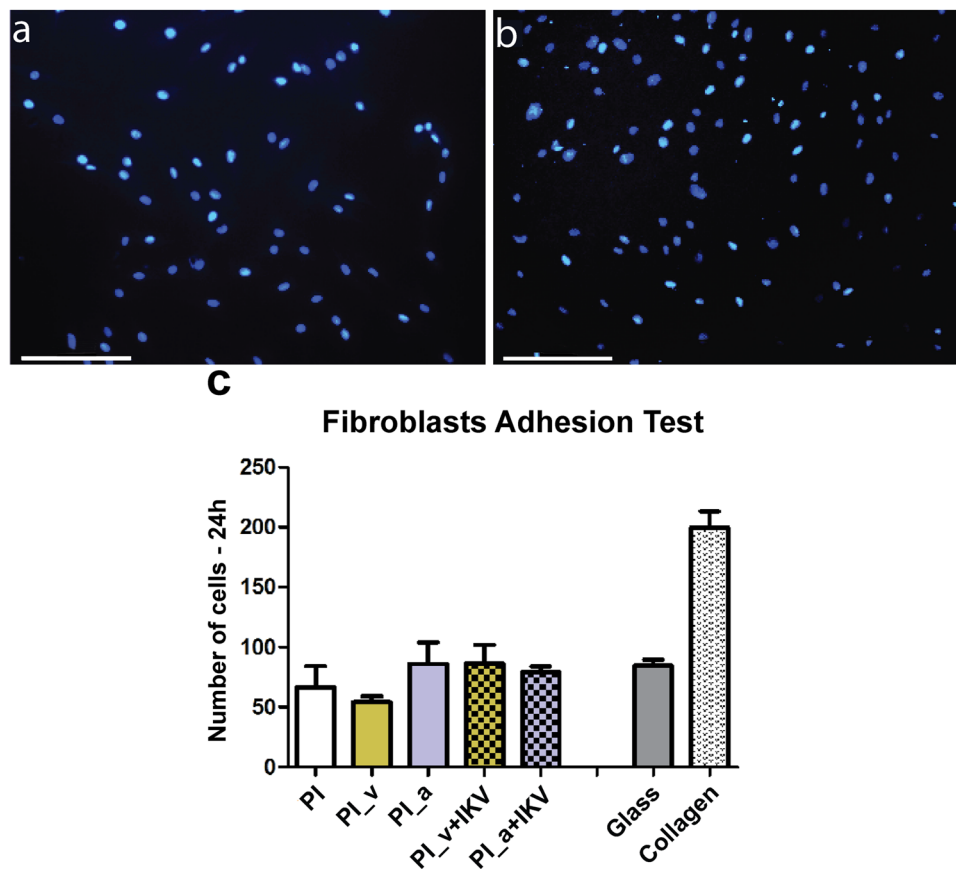 a
b
c
Fibroblasts Adhesion Test
Number of cells - 24h
250
200
150
100
50
0
PI
PI_v
PI_a
PI_v+IKV
PI_a+IKV
Glass
Collagen